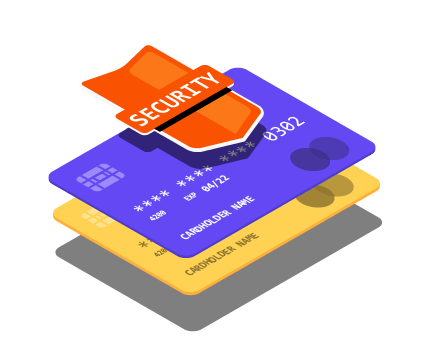 SECURITY
**** **** **** 0302
4200
EXP 04/22
CARDHOLDER NAME
CARDHOLDER NAME